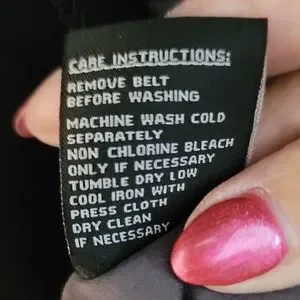 CARE INSTRUCTIONS:
REMOVE BELT
BEFORE WASHING
MACHINE WASH COLD
SEPARATELY
NON CHLORINE BLEACH
ONLY IF NECESSARY
TUMBLE DRY LOW
COOL IRON WITH
PRESS CLOTH
DRY CLEAN
IF NECESSARY